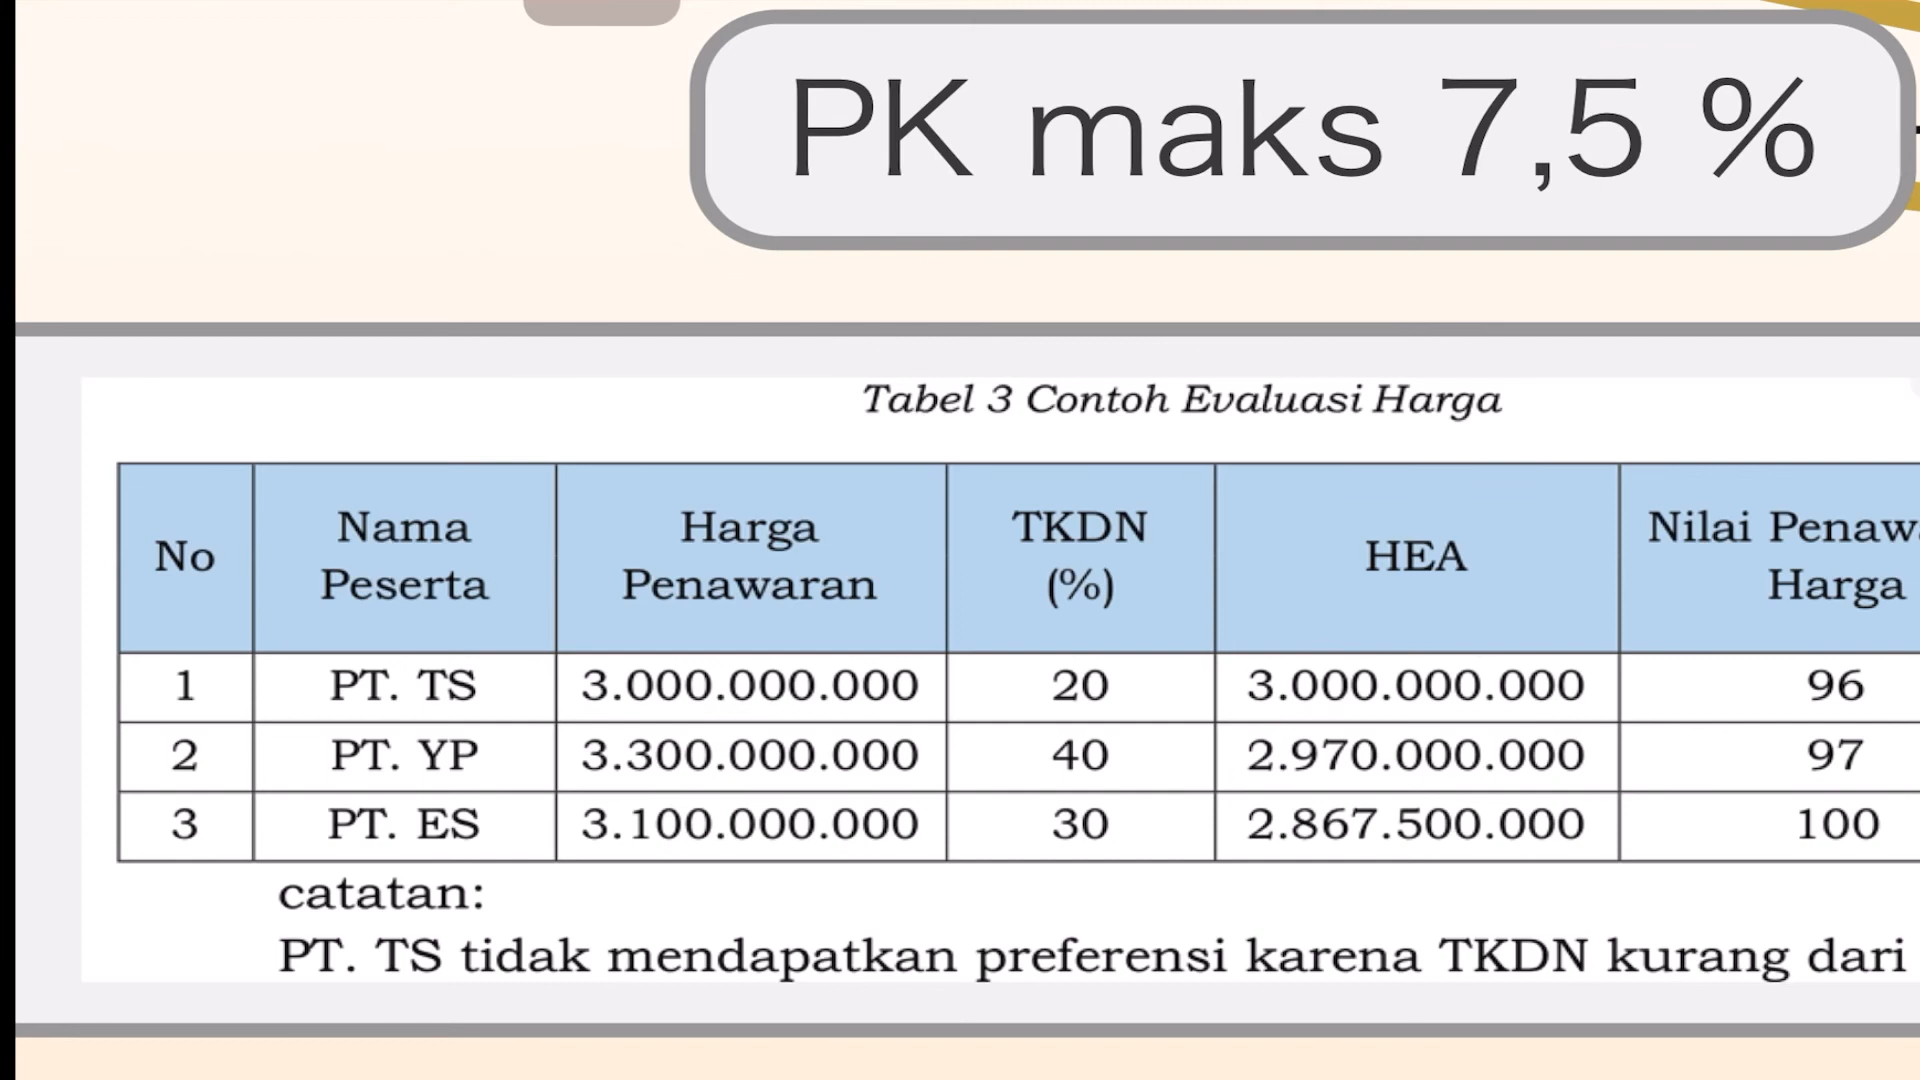 PK maks 7,5 %
Tabel 3 Contoh Evaluasi Harga
No Nama Peserta Harga Penawaran TKDN (%) HEA Nilai Harga
1 PT. TS 3.000.000.000 20 3.000.000.000 96
2 PT. YP 3.300.000.000 40 2.970.000.000 97
3 PT. ES 3.100.000.000 30 2.867.500.000 100
catatan:
PT. TS tidak mendapatkan preferensi karena TKDN kurang dari